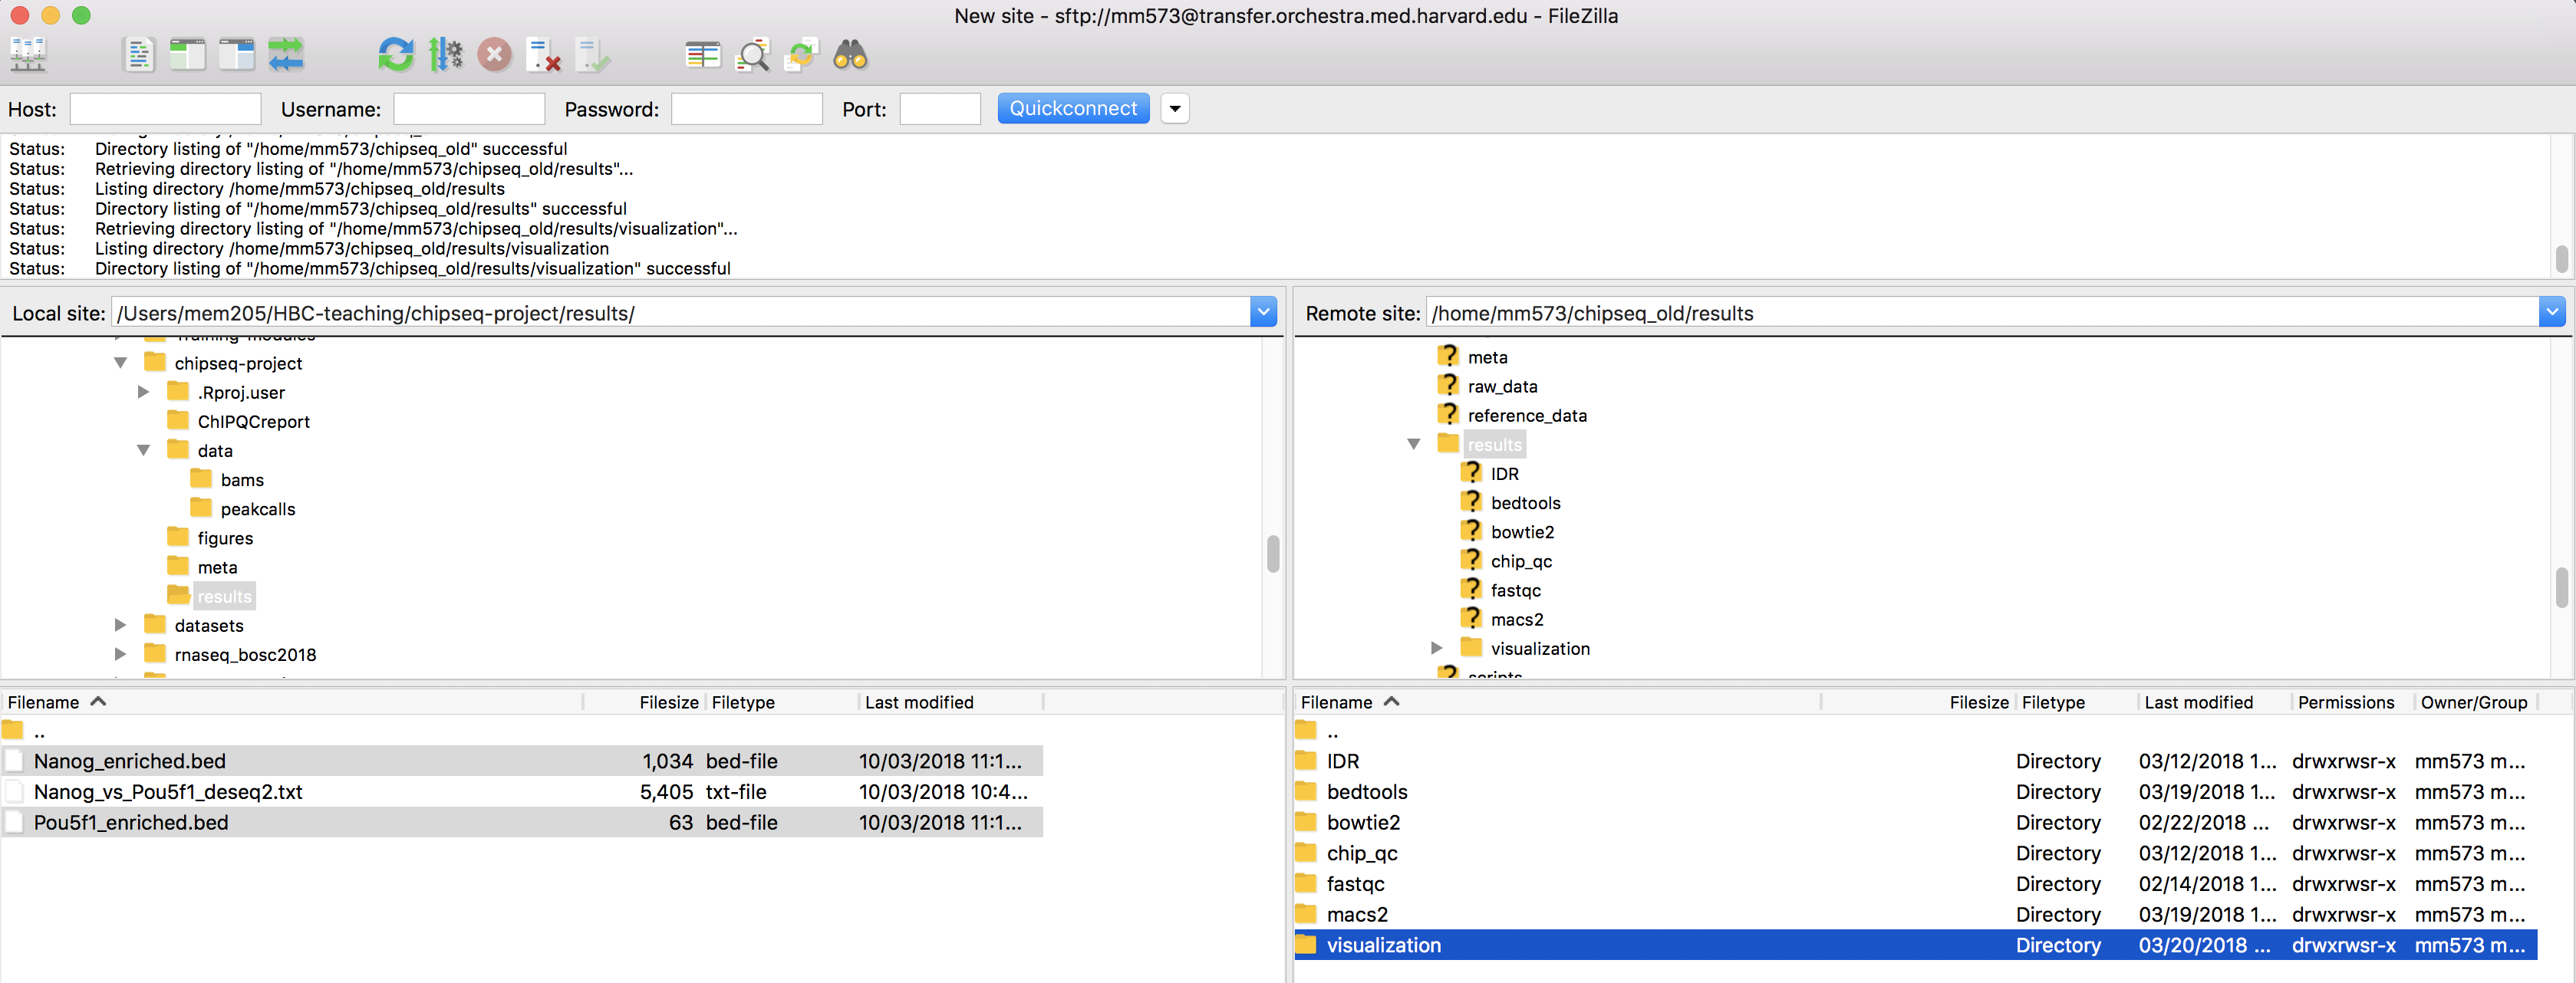 New site - sftp://mm573@transfer.orchestra.med.harvard.edu - FileZilla
Host: Username: Password: Port: Quickconnect
Status: Directory listing of "/home/mm573/chipseq_old" successful
Status: Retrieving directory listing of "/home/mm573/chipseq_old/results"...
Status: Listing directory /home/mm573/chipseq_old/results
Status: Directory listing of "/home/mm573/chipseq_old/results" successful
Status: Retrieving directory listing of "/home/mm573/chipseq_old/results/visualization"...
Status: Listing directory /home/mm573/chipseq_old/results/visualization
Status: Directory listing of "/home/mm573/chipseq_old/results/visualization" successful
Local site: /Users/mem205/HBC-teaching/chipseq-project/results/
Training-modules
chipseq-project
.Rproj.user
ChIPQCreport
data
bams
peakcalls
figures
meta
results
datasets
rnaseq_bosc2018
Filename Filesize Filetype Last modified
..
Nanog_enriched.bed 1,034 bed-file 10/03/2018 11:1...
Nanog_vs_Pou5f1_deseq2.txt 5,405 txt-file 10/03/2018 10:4...
Pou5f1_enriched.bed 63 bed-file 10/03/2018 11:1...
Remote site: /home/mm573/chipseq_old/results
? meta
? raw_data
? reference_data
results
? IDR
? bedtools
? bowtie2
? chip_qc
? fastqc
? macs2
visualization
? scripts
Filename Filesize Filetype Last modified Permissions Owner/Group
..
IDR Directory 03/12/2018 1... drwxrwsr-x mm573 m...
bedtools Directory 03/19/2018 1... drwxrwsr-x mm573 m...
bowtie2 Directory 02/22/2018 ... drwxrwsr-x mm573 m...
chip_qc Directory 03/12/2018 1... drwxrwsr-x mm573 m...
fastqc Directory 02/14/2018 1... drwxrwsr-x mm573 m...
macs2 Directory 03/19/2018 1... drwxrwsr-x mm573 m...
visualization Directory 03/20/2018 ... drwxrwsr-x mm573 m...